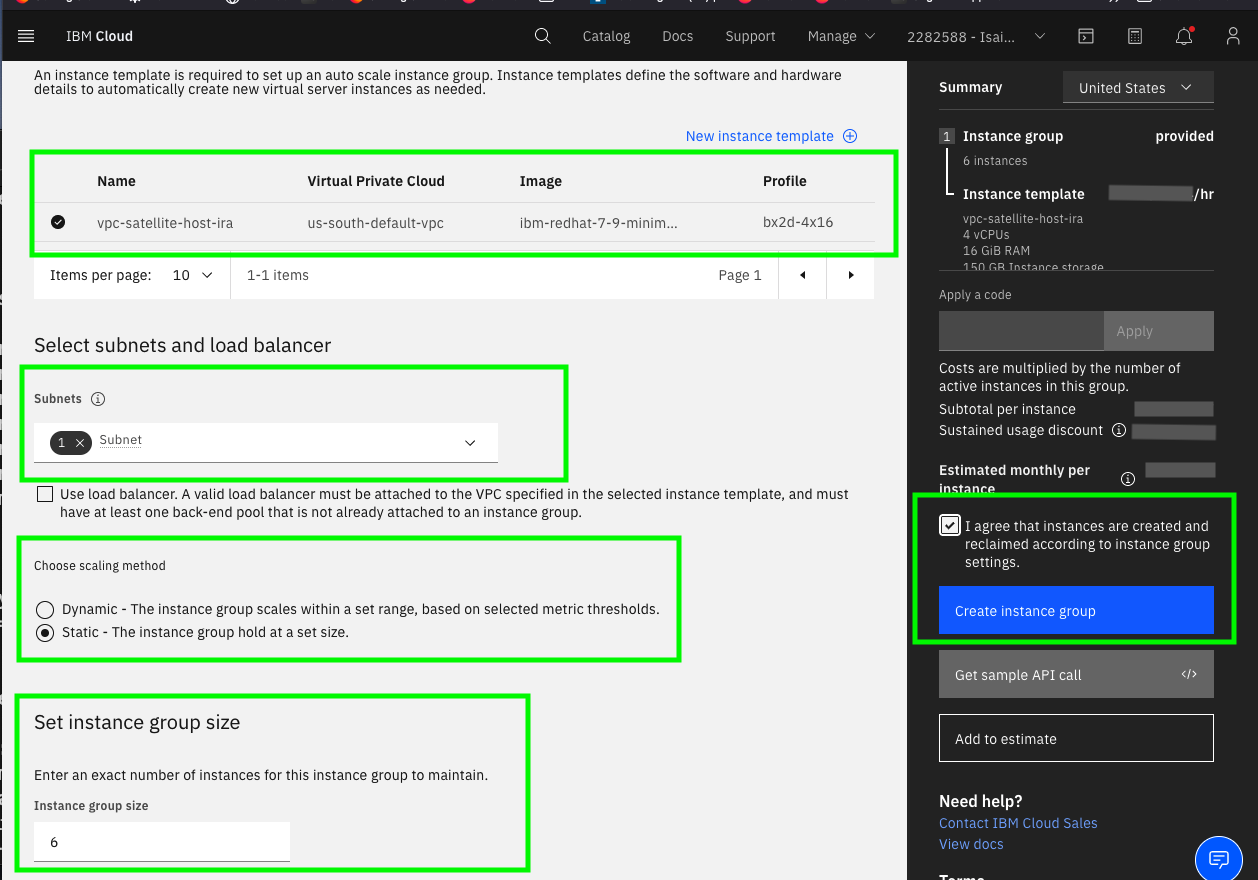 IBM Cloud
Catalog
Docs
Support
Manage
2282588 - Isai...
An instance template is required to set up an auto scale instance group. Instance templates define the software and hardware
details to automatically create new virtual server instances as needed.
New instance template
Name Virtual Private Cloud Image Profile
vpc-satellite-host-ira us-south-default-vpc ibm-redhat-7-9-minim... bx2d-4x16
Items per page: 10 1-1 items Page 1
Select subnets and load balancer
Subnets
1 × Subnet
Use load balancer. A valid load balancer must be attached to the VPC specified in the selected instance template, and must
have at least one back-end pool that is not already attached to an instance group.
Choose scaling method
Dynamic - The instance group scales within a set range, based on selected metric thresholds.
Static - The instance group hold at a set size.
Set instance group size
Enter an exact number of instances for this instance group to maintain.
Instance group size
6
Summary United States
1 Instance group provided
6 instances
Instance template /hr
vpc-satellite-host-ira
4 vCPUs
16 GiB RAM
150 GB Instance storage
Apply a code
Apply
Costs are multiplied by the number of
active instances in this group.
Subtotal per instance
Sustained usage discount
Estimated monthly per
instance
I agree that instances are created and
reclaimed according to instance group
settings.
Create instance group
Get sample API call </>
Add to estimate
Need help?
Contact IBM Cloud Sales
View docs
Terms